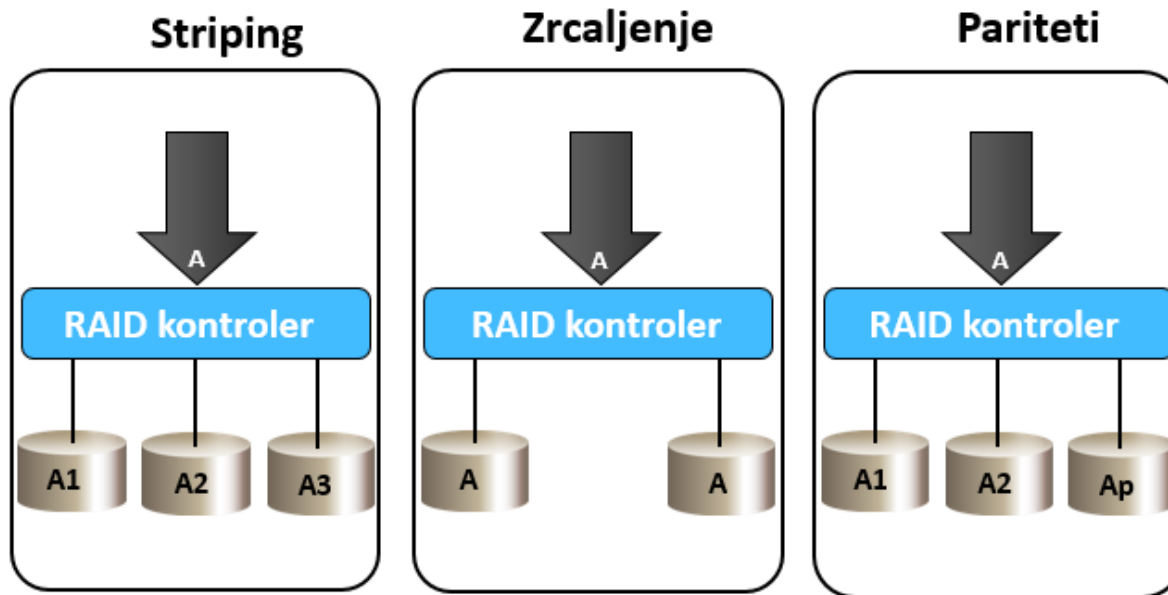 Striping
A
RAID kontroler
A1
A2
A3
Zrcaljenje
A
RAID kontroler
A
A
Pariteti
A
RAID kontroler
A1
A2
Ap